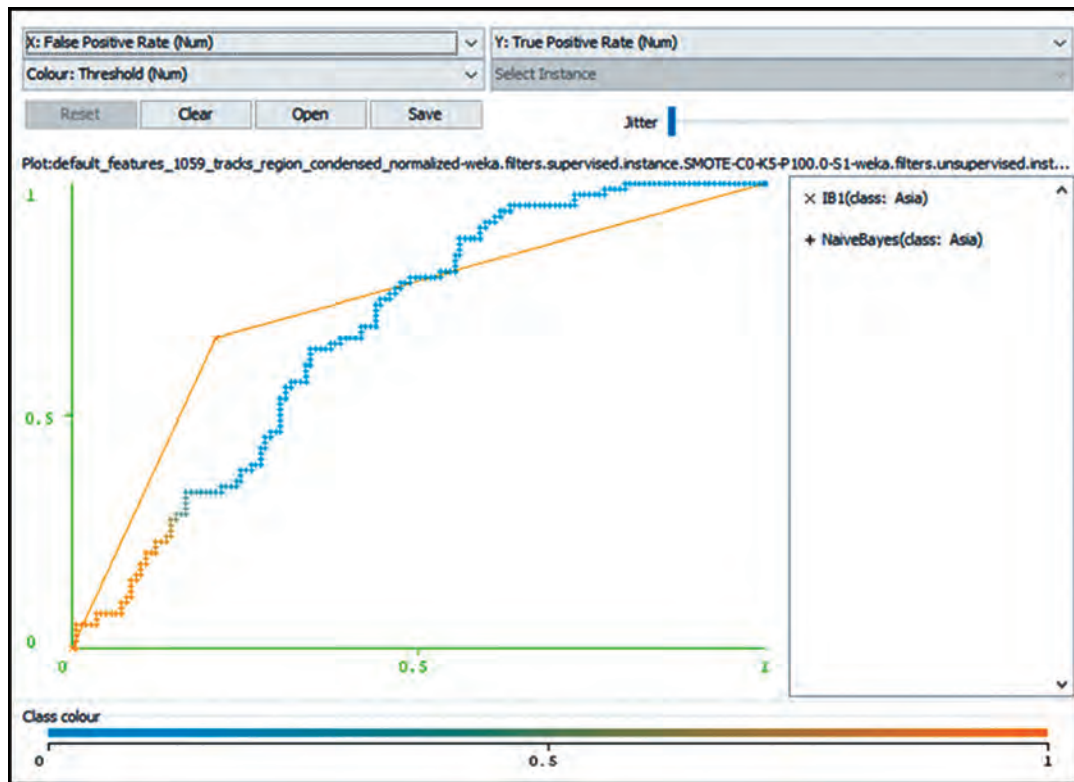 X: False Positive Rate (Num) Y: True Positive Rate (Num)
Colour: Threshold (Num) Select Instance
Reset Clear Open Save Jitter
Plot:default_features_1059_tracks_region_condensed_normalized-weka.filters.supervised.instance.SMOTE-C0-K5-P100.0-S1-weka.filters.unsupervised.inst...
1
× IB1(class: Asia)
+ NaiveBayes(class: Asia)
0.5
0
0 0.5 1
Class colour
0 0.5 1